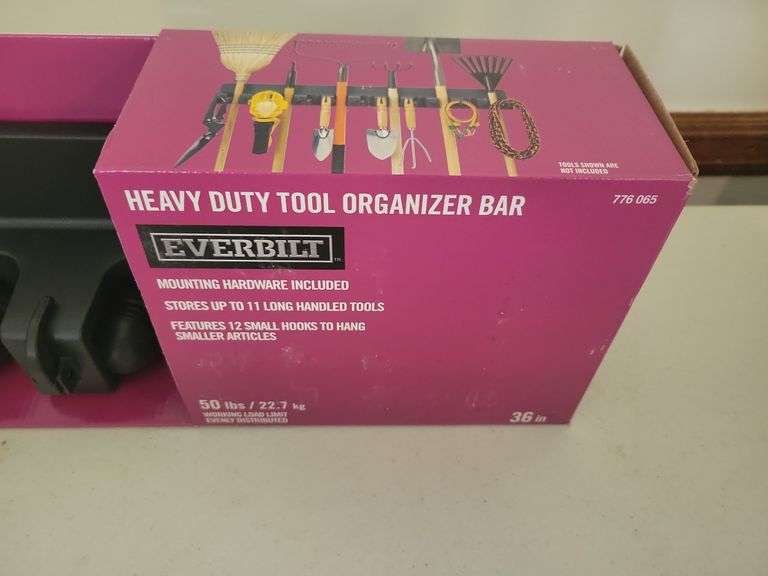 TOOLS SHOWN ARE
NOT INCLUDED
HEAVY DUTY TOOL ORGANIZER BAR
776 065
EVERBILT
MOUNTING HARDWARE INCLUDED
STORES UP TO 11 LONG HANDLED TOOLS
FEATURES 12 SMALL HOOKS TO HANG
SMALLER ARTICLES
50 lbs / 22.7 kg
WORKING LOAD LIMIT
EVENLY DISTRIBUTED
36 in